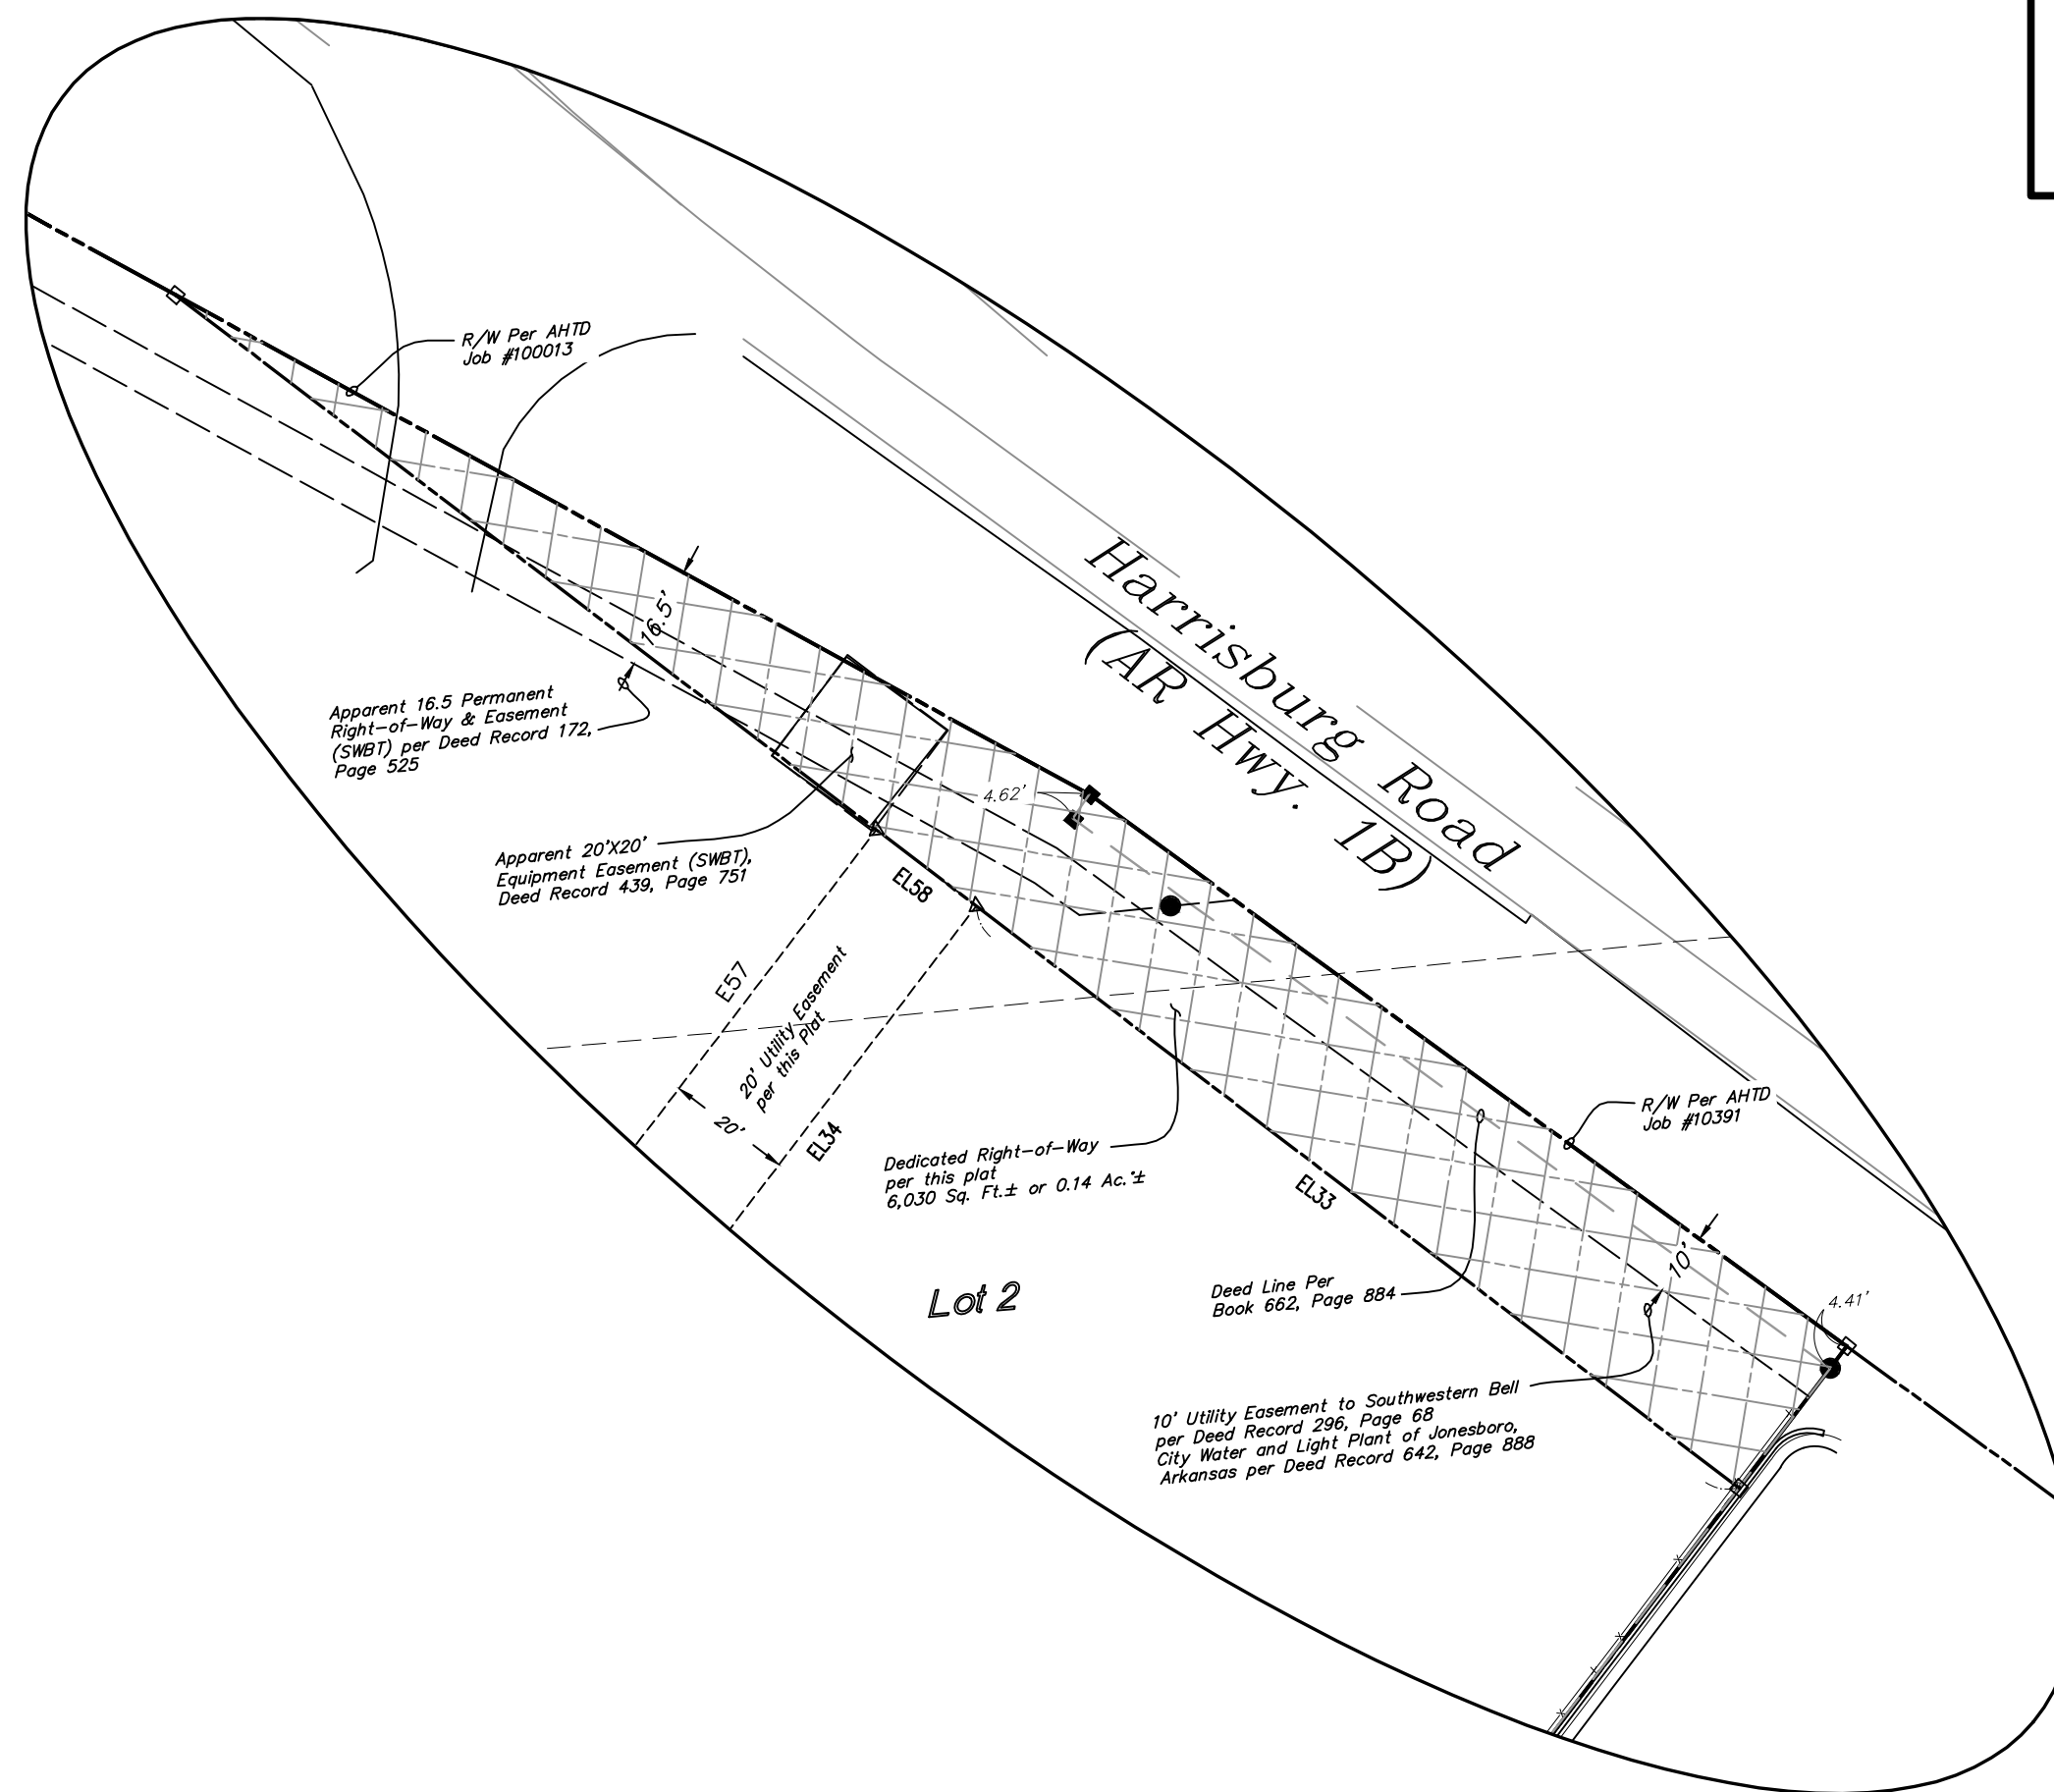 R/W Per AHTD
Job #100013
Harrisburg Road
(AR Hwy. 1B)
16.5'
Apparent 16.5 Permanent
Right-of-Way & Easement
(SWBT) per Deed Record 172,
Page 525
4.62'
Apparent 20'X20'
Equipment Easement (SWBT),
Deed Record 439, Page 751
EL58
E57
20' Utility Easement
per this Plat
20'
EL34
R/W Per AHTD
Job #10391
Dedicated Right-of-Way
per this plat
6,030 Sq. Ft.± or 0.14 Ac.±
EL33
10'
Lot 2
Deed Line Per
Book 662, Page 884
4.41'
10' Utility Easement to Southwestern Bell
per Deed Record 296, Page 68
City Water and Light Plant of Jonesboro,
Arkansas per Deed Record 642, Page 888